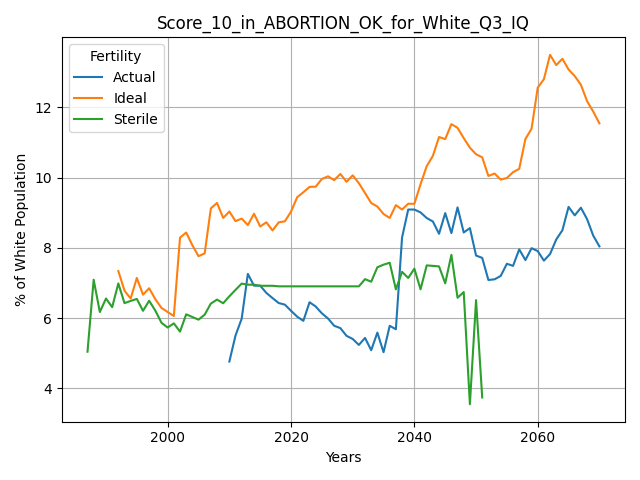 Score_10_in_ABORTION_OK_for_White_Q3_IQ
Fertility
Actual
Ideal
Sterile
% of White Population
12
10
8
6
4
2000
2020
2040
2060
Years